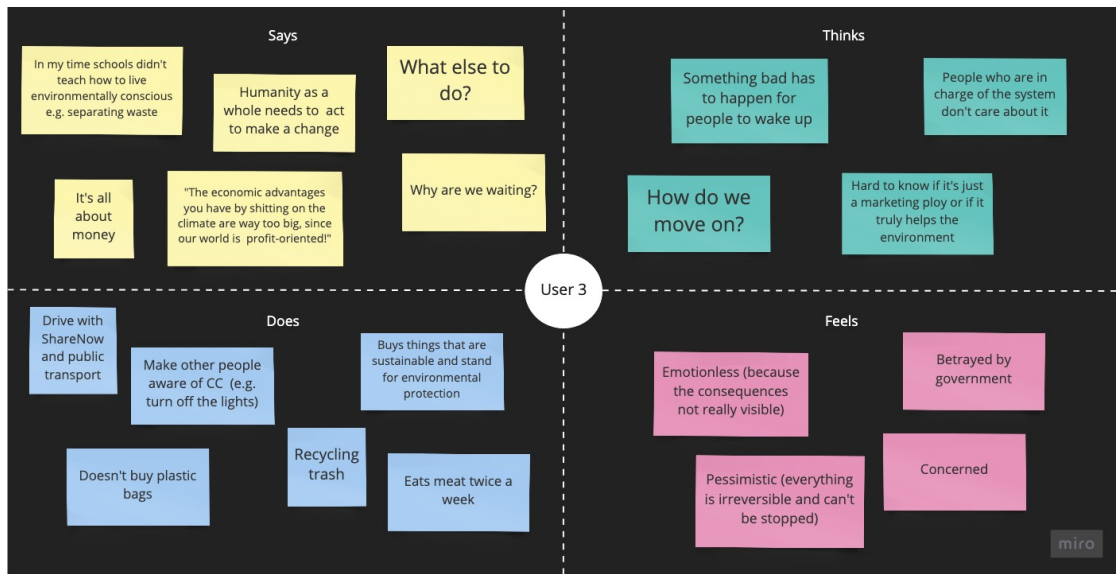 Says
In my time schools didn't
teach how to live
environmentally conscious
e.g. separating waste
Humanity as a
whole needs to  act
to make a change
What else to
do?
It's all
about
money
"The economic advantages
you have by shitting on the
climate are way too big, since
our world is  profit-oriented!"
Why are we waiting?
Thinks
Something bad has
to happen for
people to wake up
People who are in
charge of the system
don't care about it
How do we
move on?
Hard to know if it's just
a marketing ploy or if it
truly helps the
environment
User 3
Does
Drive with
ShareNow
and public
transport
Make other people
aware of CC  (e.g.
turn off the lights)
Buys things that are
sustainable and stand
for environmental
protection
Doesn't buy plastic
bags
Recycling
trash
Eats meat twice a
week
Feels
Emotionless (because
the consequences
not really visible)
Betrayed by
government
Pessimistic (everything
is irreversible and can't
be stopped)
Concerned
miro